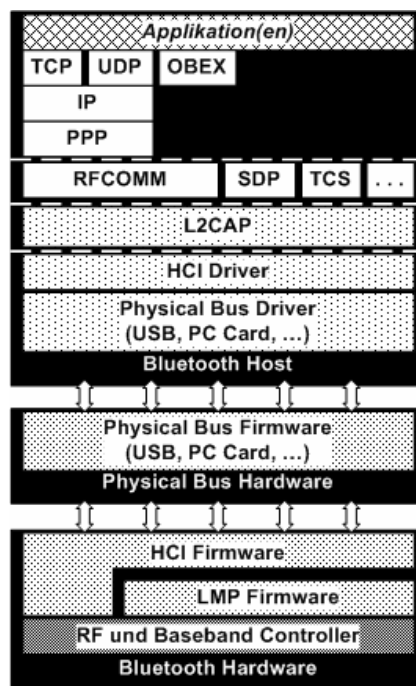 Applikation(en)
TCP UDP OBEX
IP
PPP
RFCOMM SDP TCS ...
L2CAP
HCI Driver
Physical Bus Driver
(USB, PC Card, ...)
Bluetooth Host
Physical Bus Firmware
(USB, PC Card, ...)
Physical Bus Hardware
HCI Firmware
LMP Firmware
RF und Baseband Controller
Bluetooth Hardware